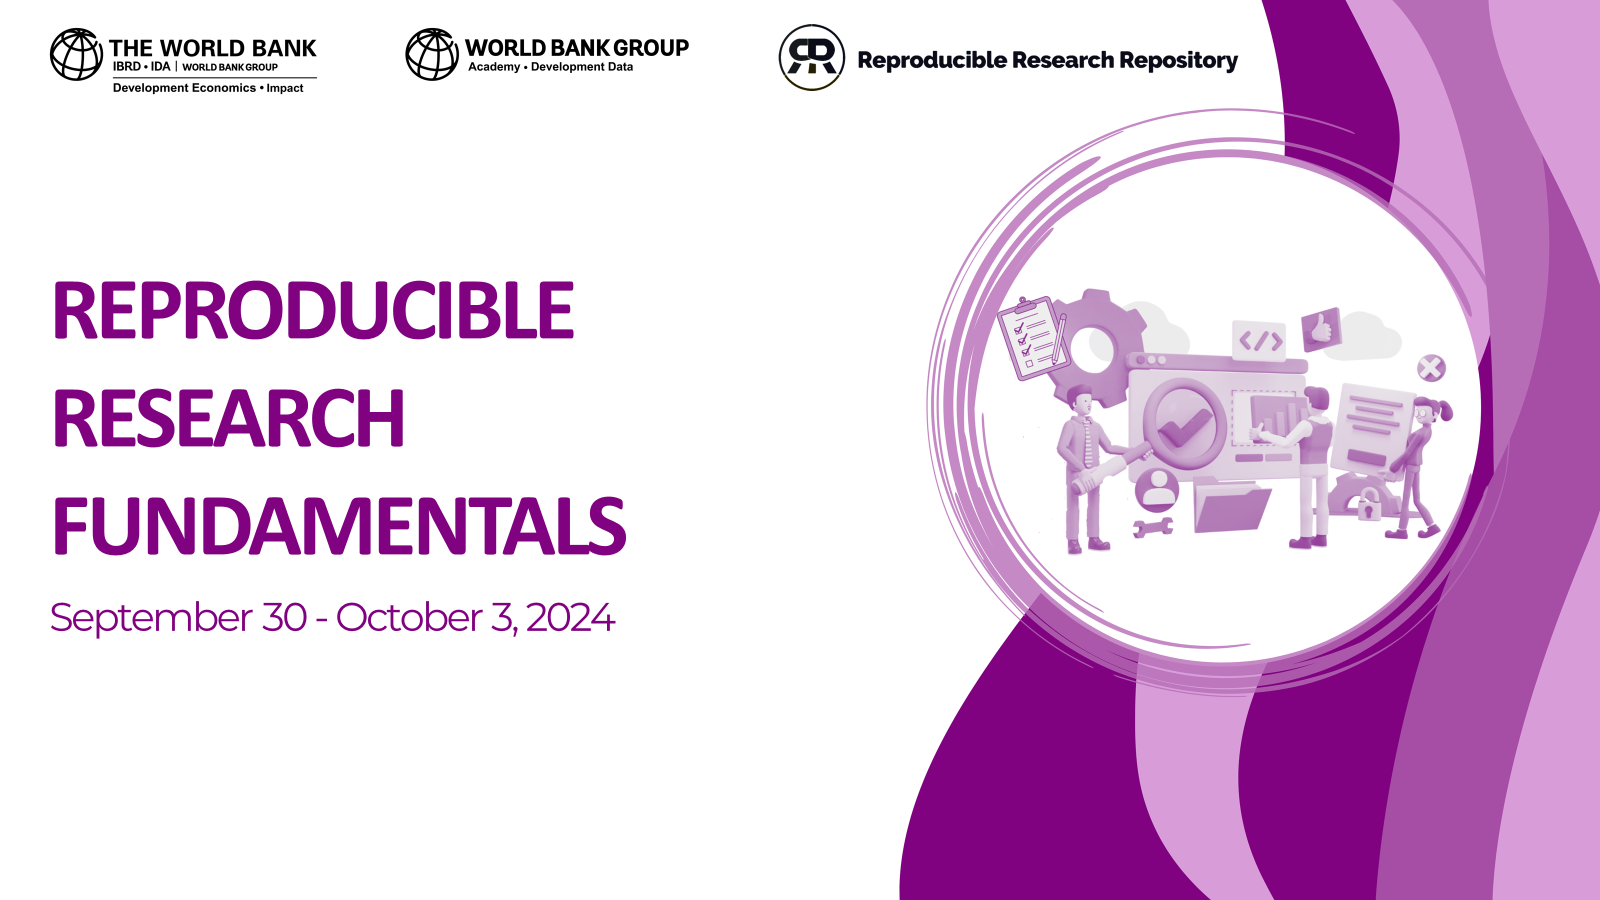 THE WORLD BANK
IBRD • IDA | WORLD BANK GROUP
Development Economics • Impact
WORLD BANK GROUP
Academy • Development Data
RR
Reproducible Research Repository
REPRODUCIBLE
RESEARCH
FUNDAMENTALS
September 30 - October 3, 2024